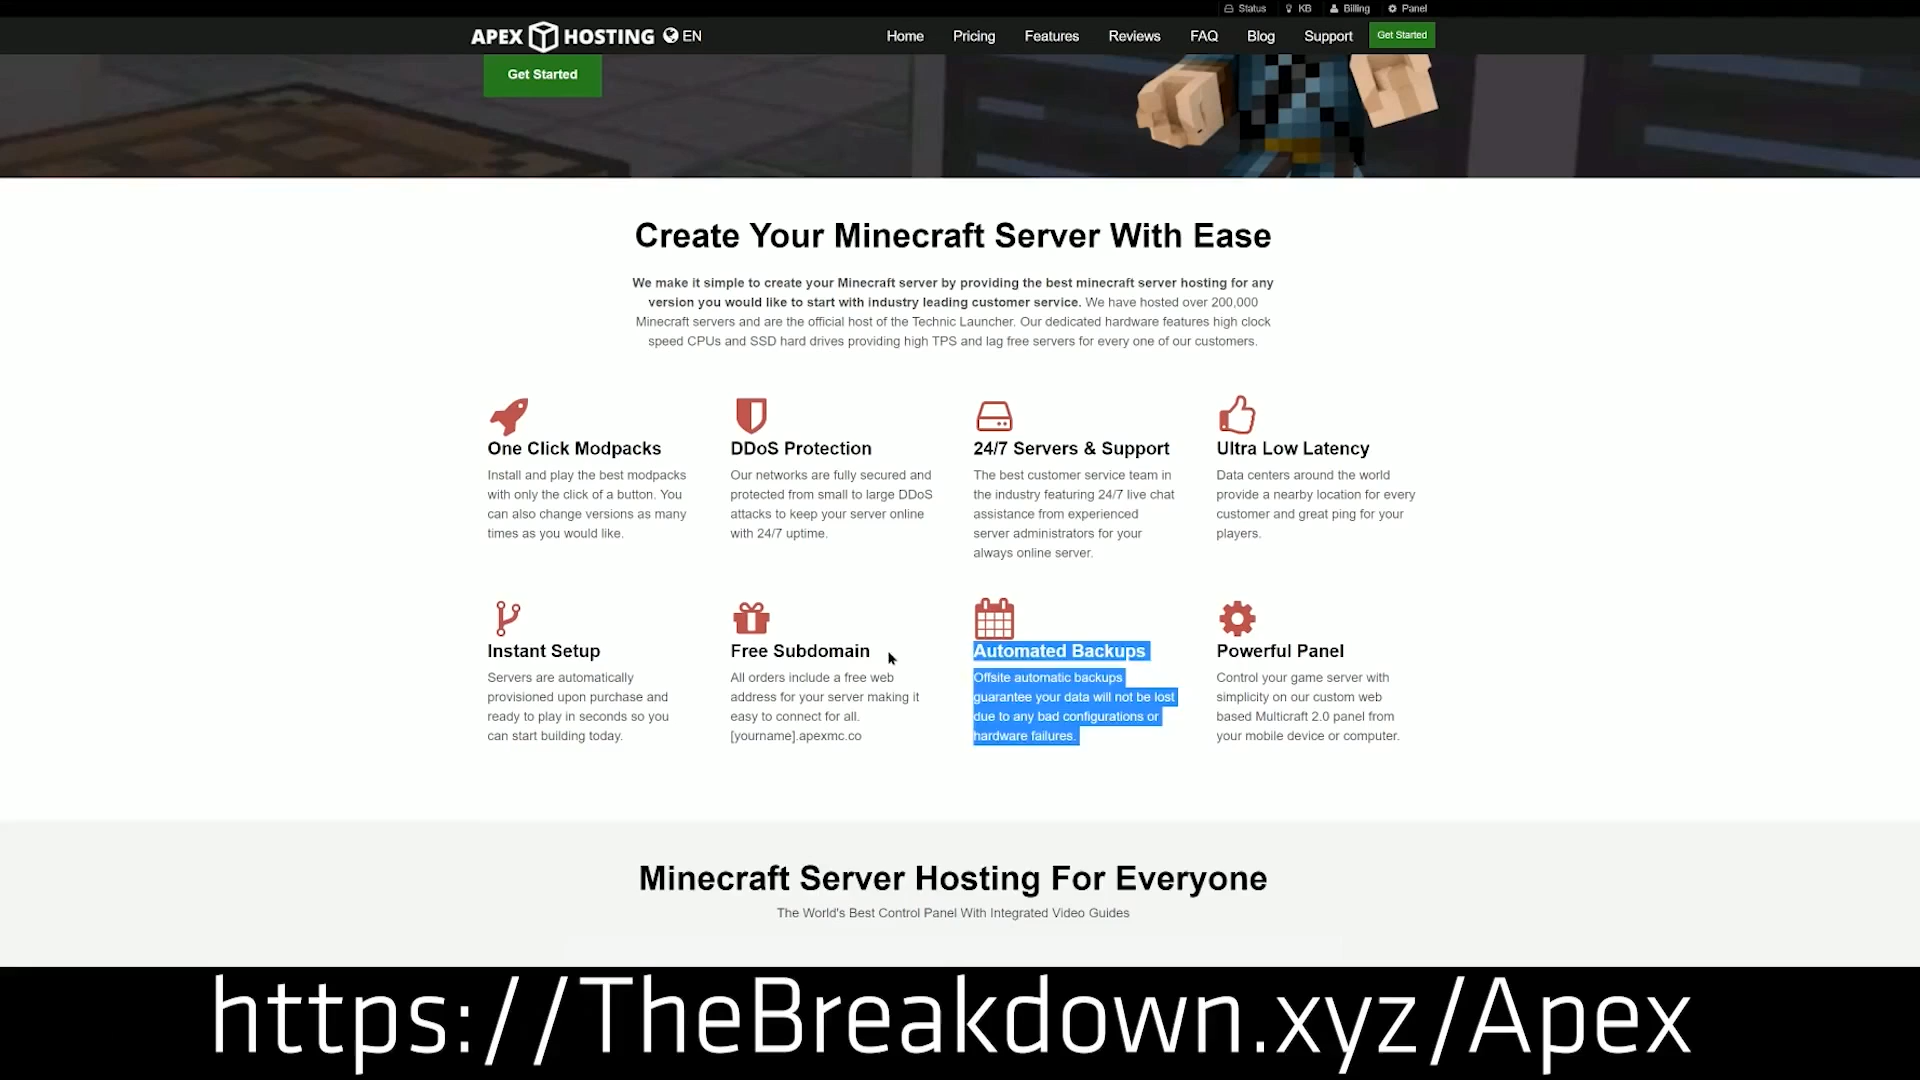 Status KB Billing Panel
APEX HOSTING EN Home Pricing Features Reviews FAQ Blog Support Get Started
Get Started
Create Your Minecraft Server With Ease
We make it simple to create your Minecraft server by providing the best minecraft server hosting for any
version you would like to start with industry leading customer service. We have hosted over 200,000
Minecraft servers and are the official host of the Technic Launcher. Our dedicated hardware features high clock
speed CPUs and SSD hard drives providing high TPS and lag free servers for every one of our customers.
One Click Modpacks
Install and play the best modpacks
with only the click of a button. You
can also change versions as many
times as you would like.
DDoS Protection
Our networks are fully secured and
protected from small to large DDoS
attacks to keep your server online
with 24/7 uptime.
24/7 Servers & Support
The best customer service team in
the industry featuring 24/7 live chat
assistance from experienced
server administrators for your
always online server.
Ultra Low Latency
Data centers around the world
provide a nearby location for every
customer and great ping for your
players.
Instant Setup
Servers are automatically
provisioned upon purchase and
ready to play in seconds so you
can start building today.
Free Subdomain
All orders include a free web
address for your server making it
easy to connect for all.
[yourname].apexmc.co
Automated Backups
Offsite automatic backups
guarantee your data will not be lost
due to any bad configurations or
hardware failures.
Powerful Panel
Control your game server with
simplicity on our custom web
based Multicraft 2.0 panel from
your mobile device or computer.
Minecraft Server Hosting For Everyone
The World's Best Control Panel With Integrated Video Guides
https://TheBreakdown.xyz/Apex